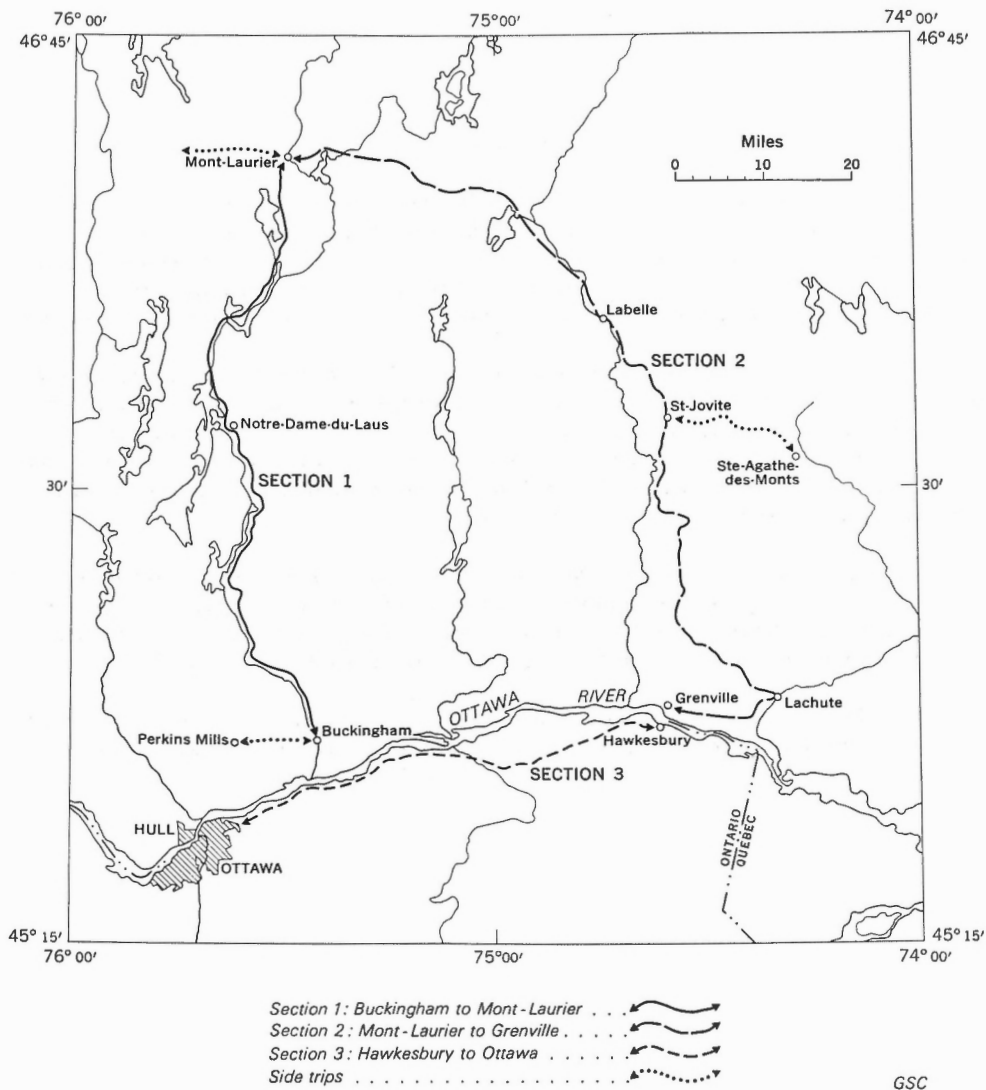 76° 00'
75° 00'
74° 00'
46° 45'
46° 45'
Miles
0 12 20
Mont-Laurier
Labelle
SECTION 2
St-Jovite
Notre-Dame-du-Laus
Ste-Agathe-
des-Monts
SECTION 1
30'
30'
OTTAWA RIVER
Grenville
Lachute
Perkins Mills
Buckingham
Hawkesbury
SECTION 3
HULL
OTTAWA
ONTARIO
QUEBEC
45° 15'
45° 15'
76° 00'
75° 00'
74° 00'
Section 1: Buckingham to Mont-Laurier . . . .
Section 2: Mont-Laurier to Grenville . . . . .
Section 3: Hawkesbury to Ottawa . . . . . .
Side trips . . . . . . . . . . . . . . . . . . . .
GSC